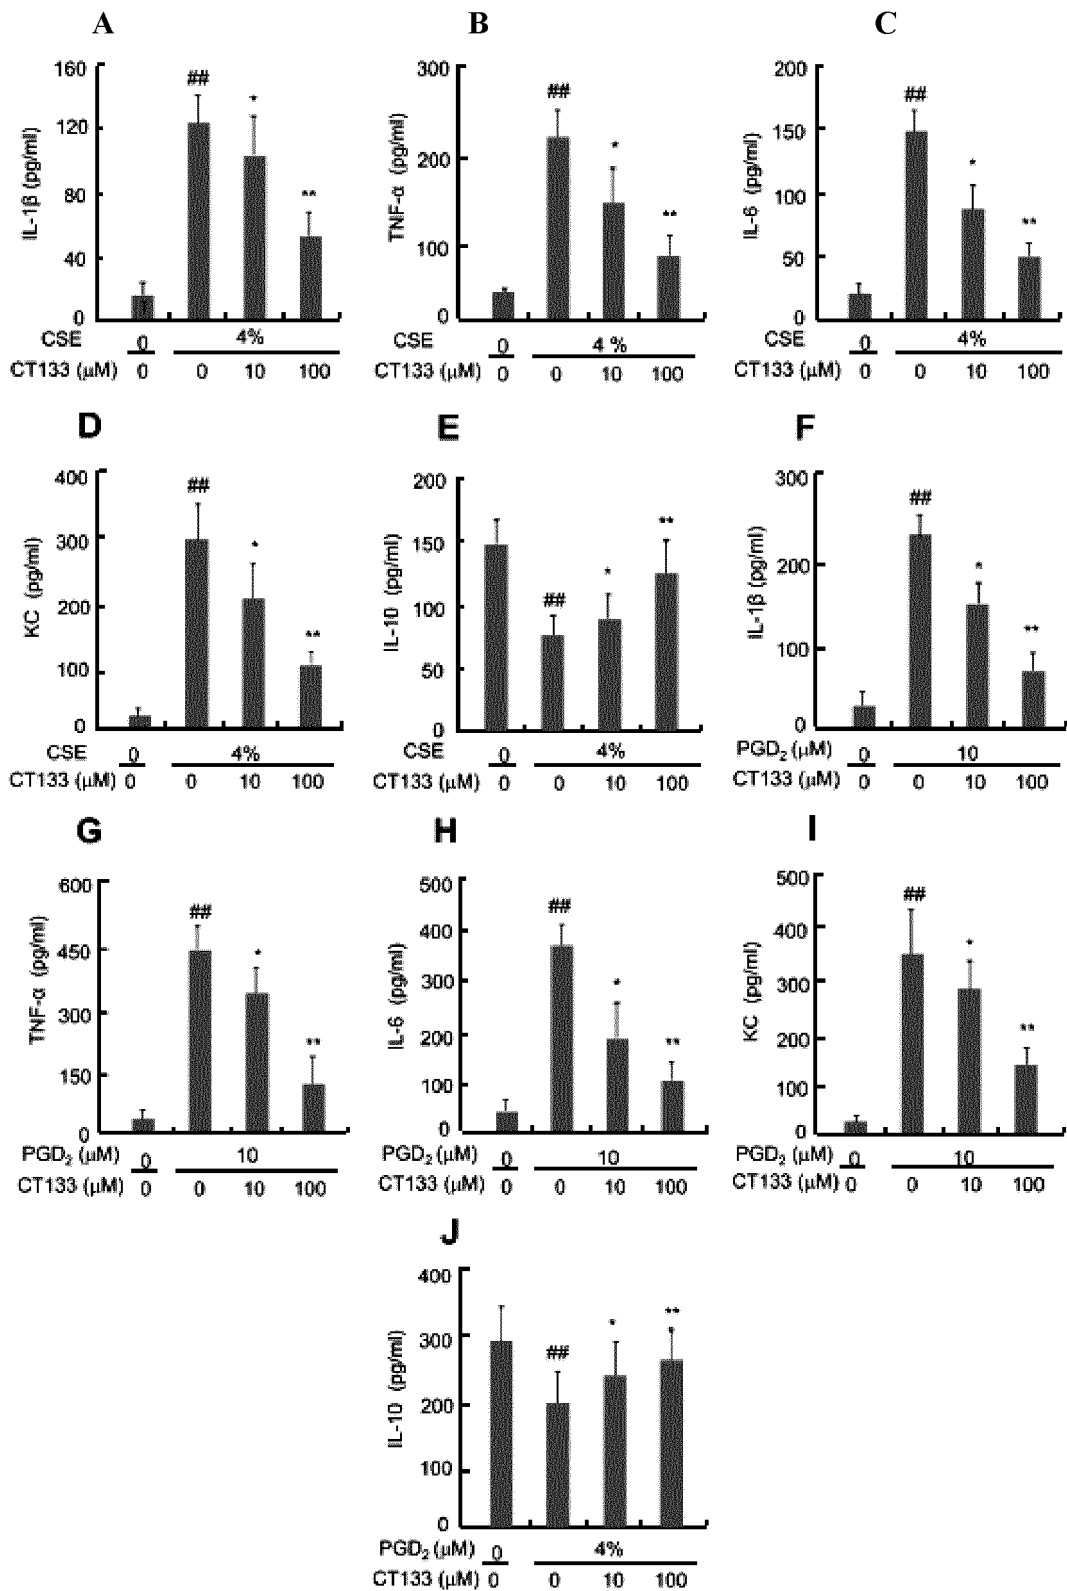 A B C
160 120 80 40 0
IL-1β (pg/ml)
## * **
300 200 100 0
TNF-α (pg/ml)
## * **
200 150 100 50 0
IL-6 (pg/ml)
## * **
CSE 0 4%
CT133 (μM) 0 0 10 100
CSE 0 4 %
CT133 (μM) 0 0 10 100
CSE 0 4%
CT133 (μM) 0 0 10 100
D E F
400 300 200 100 0
KC (pg/ml)
## * **
200 150 100 50 0
IL-10 (pg/ml)
## * **
300 200 100 0
IL-1β (pg/ml)
## * **
CSE 0 4%
CT133 (μM) 0 0 10 100
CSE 0 4%
CT133 (μM) 0 0 10 100
PGD₂ (μM) 0 10
CT133 (μM) 0 0 10 100
G H I
600 450 300 150 0
TNF-α (pg/ml)
## * **
500 400 300 200 100 0
IL-6 (pg/ml)
## * **
500 400 300 200 100 0
KC (pg/ml)
## * **
PGD₂ (μM) 0 10
CT133 (μM) 0 0 10 100
PGD₂ (μM) 0 10
CT133 (μM) 0 0 10 100
PGD₂ (μM) 0 10
CT133 (μM) 0 0 10 100
J
400 300 200 100 0
IL-10 (pg/ml)
## * **
PGD₂ (μM) 0 4%
CT133 (μM) 0 0 10 100